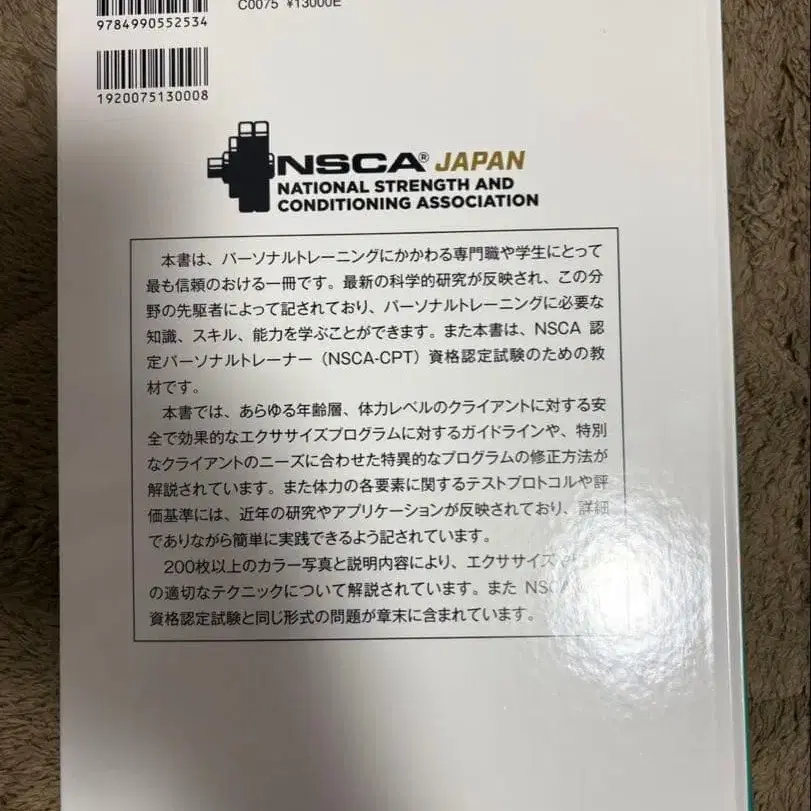 9784990552534
C0075 ¥13000E
1920075130008
NSCA® JAPAN
NATIONAL STRENGTH AND
CONDITIONING ASSOCIATION
本書は、パーソナルトレーニングにかかわる専門職や学生にとって
最も信頼のおける一冊です。最新の科学的研究が反映され、この分
野の先駆者によって記されており、パーソナルトレーニングに必要な
知識、スキル、能力を学ぶことができます。また本書は、NSCA 認
定パーソナルトレーナー（NSCA-CPT）資格認定試験のための教
材です。
本書では、あらゆる年齢層、体力レベルのクライアントに対する安
全で効果的なエクササイズプログラムに対するガイドラインや、特別
なクライアントのニーズに合わせた特異的なプログラムの修正方法が
解説されています。また体力の各要素に関するテストプロトコルや評
価基準には、近年の研究やアプリケーションが反映されており、詳細
でありながら簡単に実践できるよう記されています。
200枚以上のカラー写真と説明内容により、エクササイズ
の適切なテクニックについて解説されています。また
資格認定試験と同じ形式の問題が章末に含まれています。